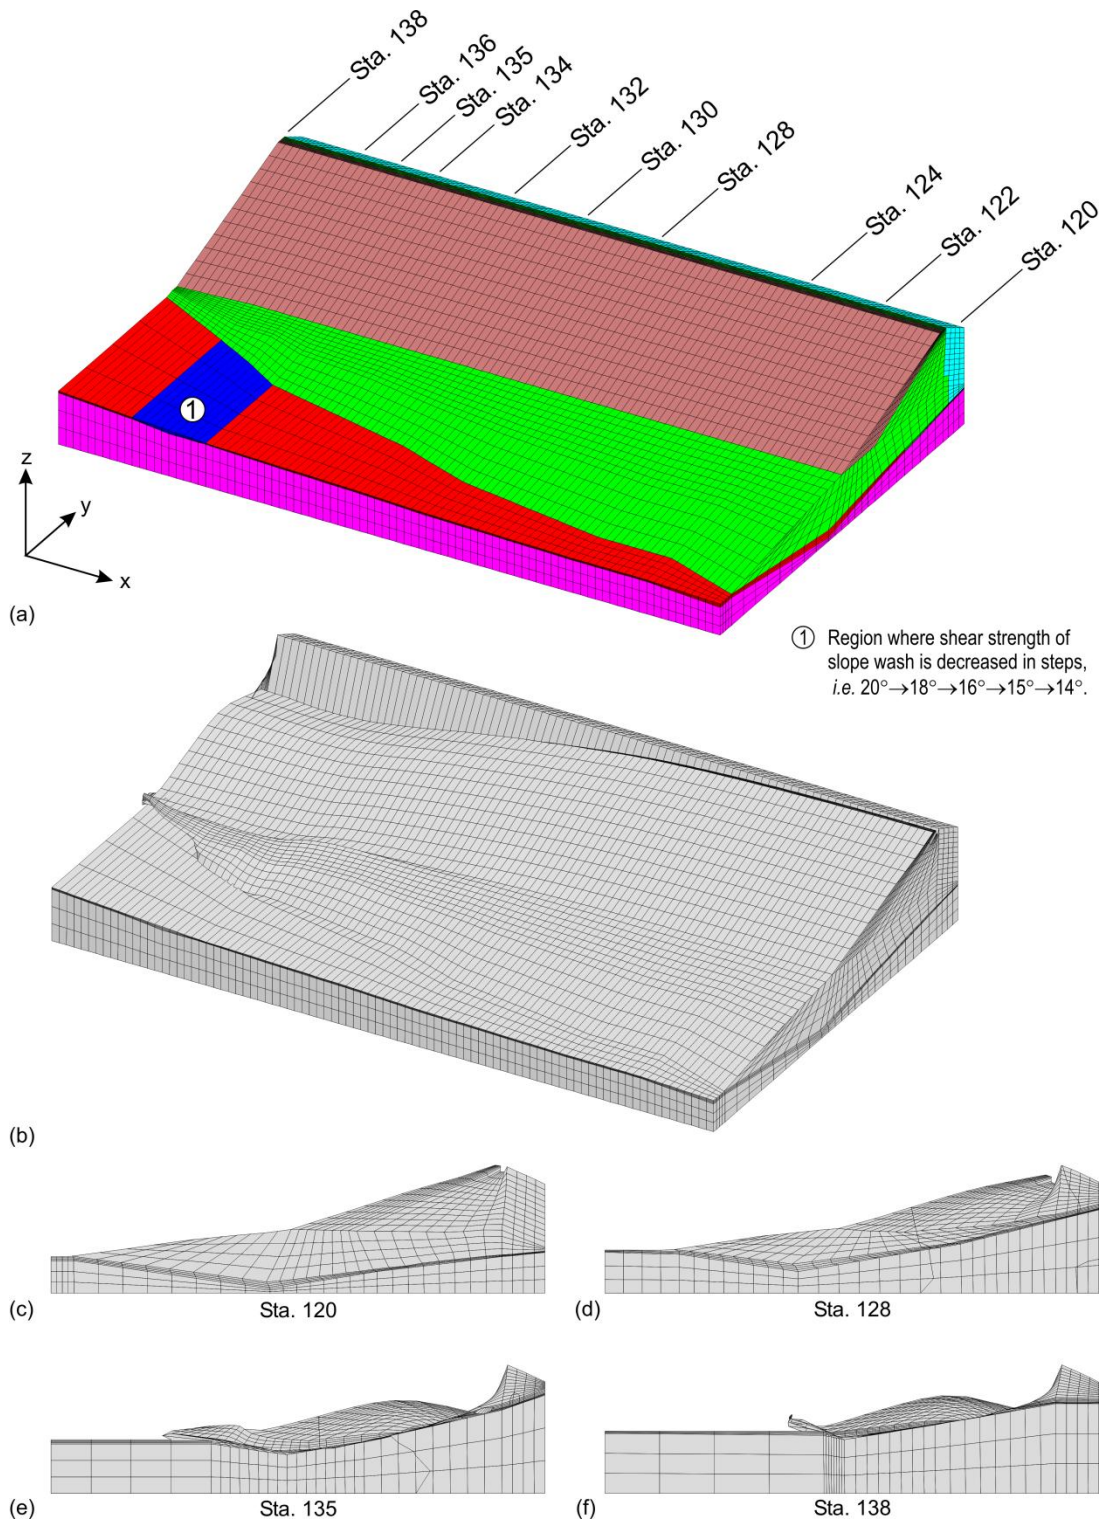 Sta. 138
Sta. 136
Sta. 135
Sta. 134
Sta. 132
Sta. 130
Sta. 128
Sta. 124
Sta. 122
Sta. 120
1
z
y
x
(a)
1 Region where shear strength of
slope wash is decreased in steps,
i.e. 20°→18°→16°→15°→14°.
(b)
(c) Sta. 120
(d) Sta. 128
(e) Sta. 135
(f) Sta. 138